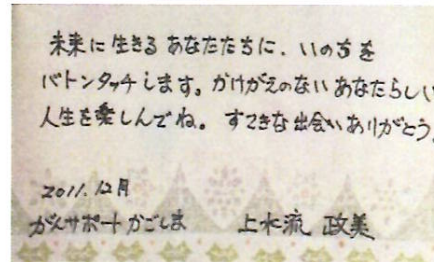 未来に生きるあなたたちに、いのちを
バトンタッチします。かけがえのないあなたらしい
人生を楽しんでね。すてきな出会いありがとう。
2011.12月
がんサポートかごしま 上水流 政美